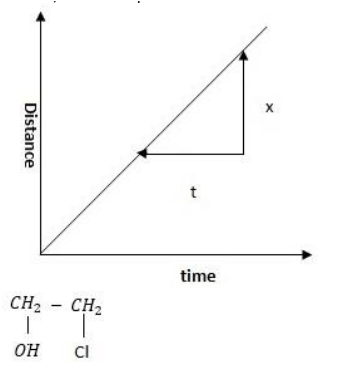 Distance
x
t
time
CH₂ – CH₂
| |
OH Cl